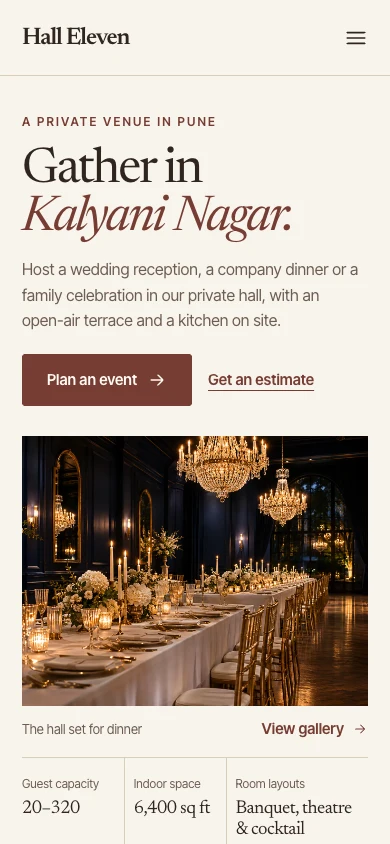 Hall Eleven
A PRIVATE VENUE IN PUNE
Gather in
Kalyani Nagar.
Host a wedding reception, a company dinner or a
family celebration in our private hall, with an
open-air terrace and a kitchen on site.
Plan an event →
Get an estimate
The hall set for dinner
View gallery →
Guest capacity
20–320
Indoor space
6,400 sq ft
Room layouts
Banquet, theatre
& cocktail